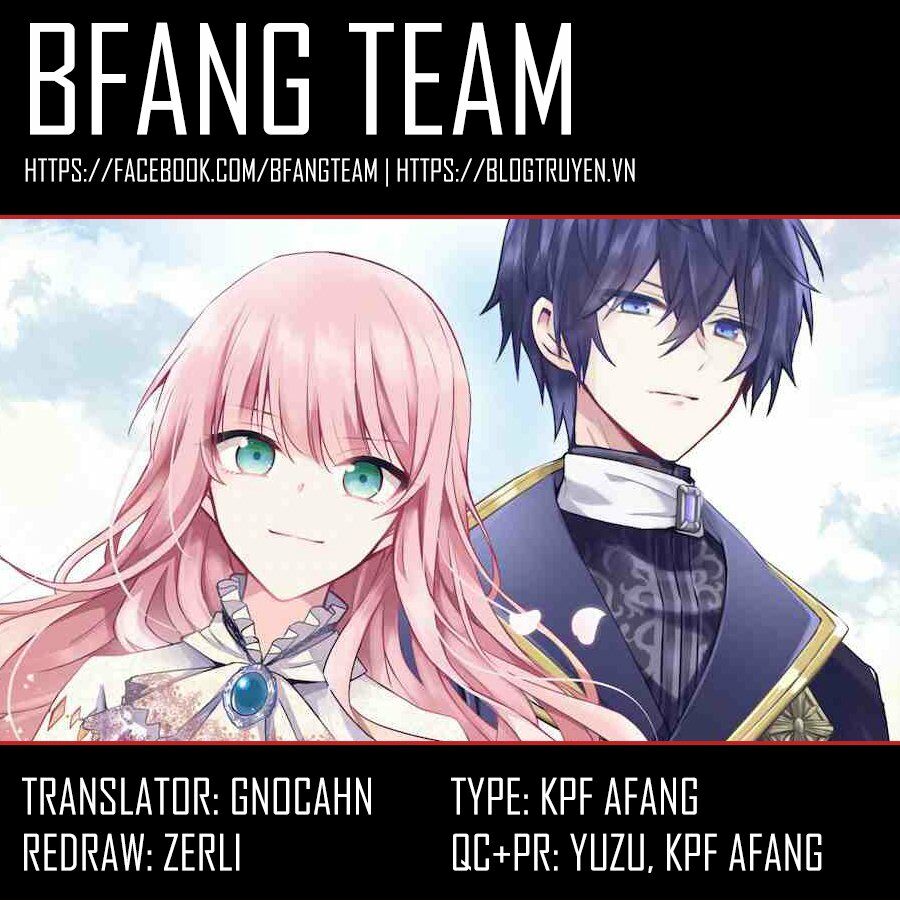 BFANG TEAM
HTTPS://FACEBOOK.COM/BFANGTEAM | HTTPS://BLOGTRUYEN.VN
TRANSLATOR: GNOCAHN
TYPE: KPF AFANG
REDRAW: ZERLI
QC+PR: YUZU, KPF AFANG